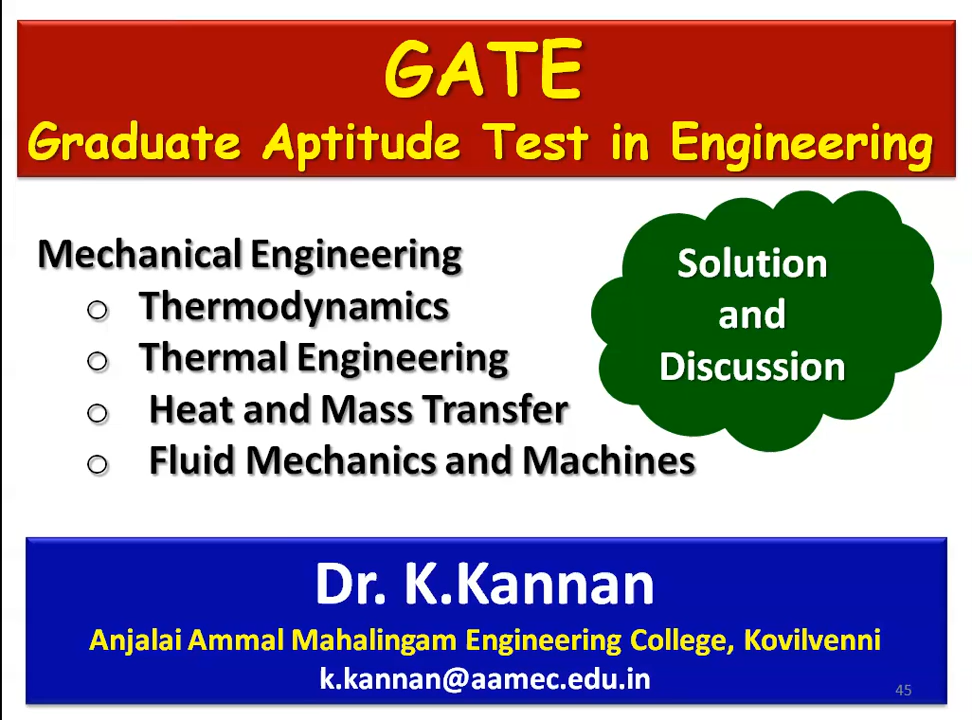 GATE
Graduate Aptitude Test in Engineering
Mechanical Engineering
o Thermodynamics
o Thermal Engineering
o Heat and Mass Transfer
o Fluid Mechanics and Machines
Solution
and
Discussion
Dr. K.Kannan
Anjalai Ammal Mahalingam Engineering College, Kovilvenni
k.kannan@aamec.edu.in
45